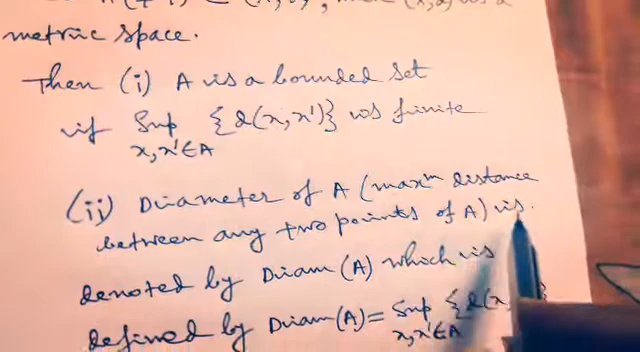 metric space.
Then (i) A is a bounded set
if Sup {d(x,x')} is finite
x,x'∈A
(ii) Diameter of A (maxᵐ distance
between any two points of A) is
denoted by Diam (A) which is
defined by Diam(A) = Sup {d(x,
x,x'∈A